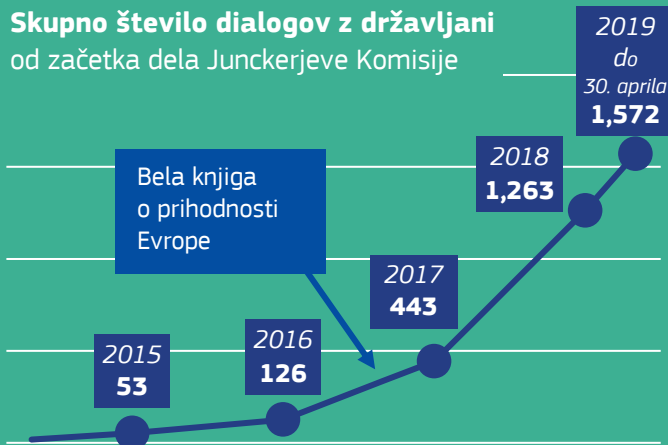 Skupno število dialogov z državljani
od začetka dela Junckerjeve Komisije
2019
do
30. aprila
1,572
2018
1,263
Bela knjiga
o prihodnosti
Evrope
2017
443
2016
126
2015
53